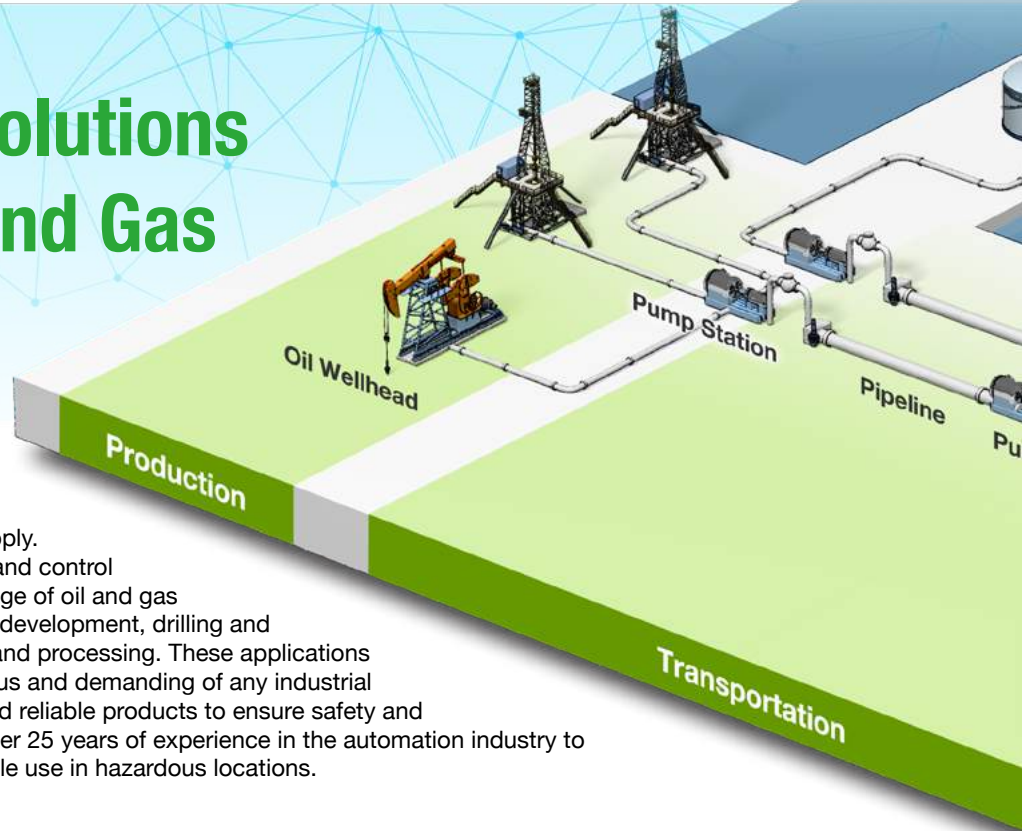 olutions
nd Gas
Oil Wellhead
Pump Station
Pipeline
Pu
Production
Transportation
pply.
and control
ge of oil and gas
development, drilling and
and processing. These applications
us and demanding of any industrial
d reliable products to ensure safety and
er 25 years of experience in the automation industry to
le use in hazardous locations.